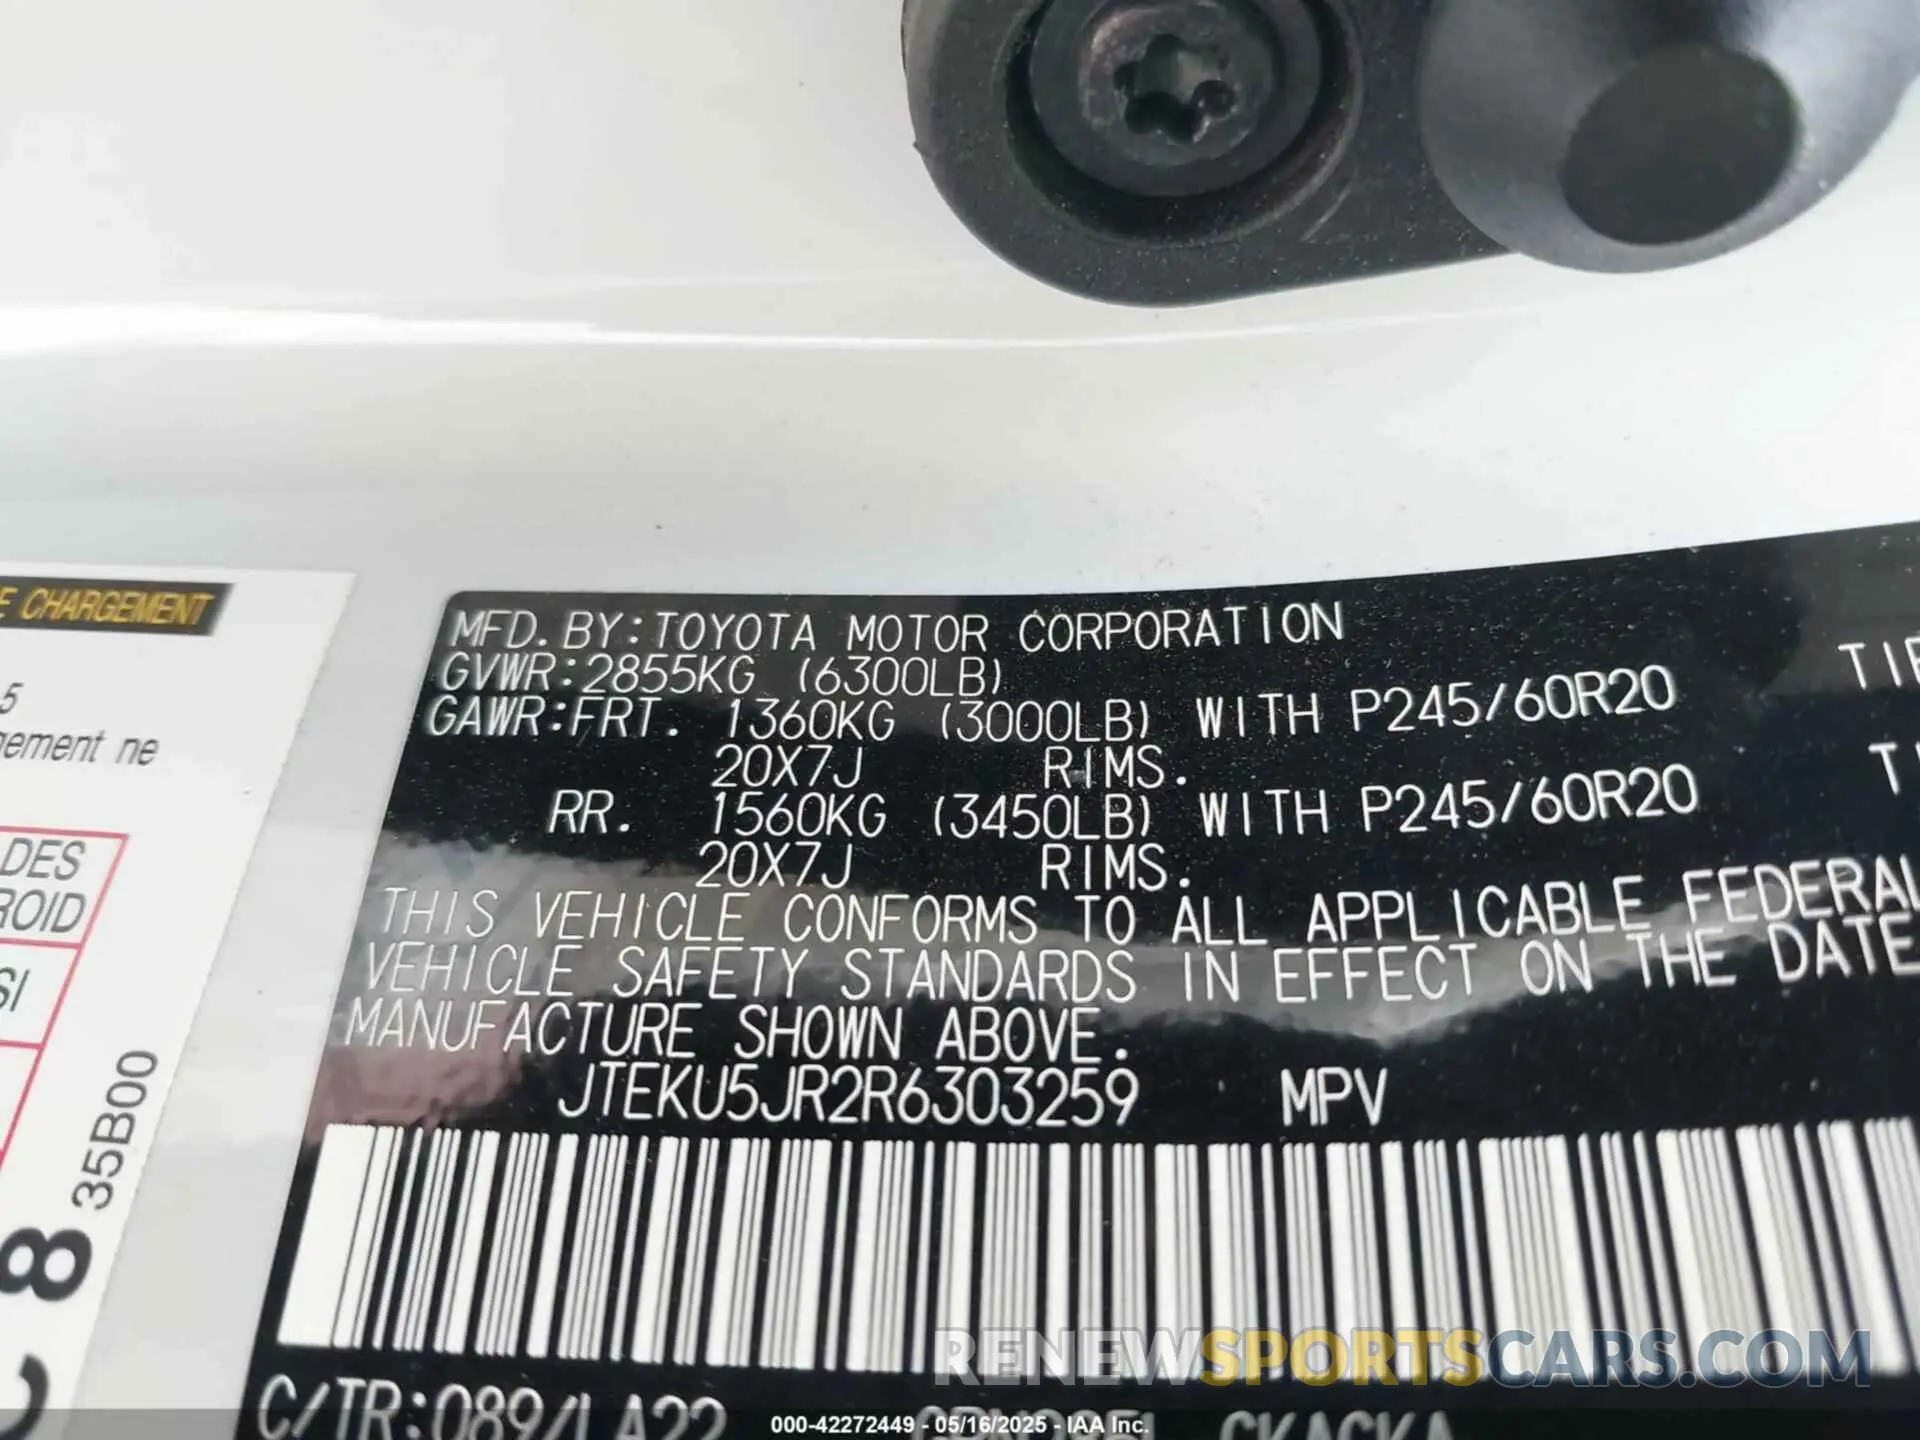 E CHARGEMENT
5
gement ne
DES
ROID
SI
8
35B00
MFD. BY: TOYOTA MOTOR CORPORATION
GVWR: 2855KG (6300LB)
GAWR: FRT. 1360KG (3000LB) WITH P245/60R20 TIR
20X7J RIMS.
RR. 1560KG (3450LB) WITH P245/60R20 TI
20X7J RIMS.
THIS VEHICLE CONFORMS TO ALL APPLICABLE FEDERAL
VEHICLE SAFETY STANDARDS IN EFFECT ON THE DATE
MANUFACTURE SHOWN ABOVE.
JTEKU5JR2R6303259 MPV
RENEWSPORTSCARS.COM
C/TR: 089/LA22
000-42272449 - 05/16/2025 - IAA Inc.